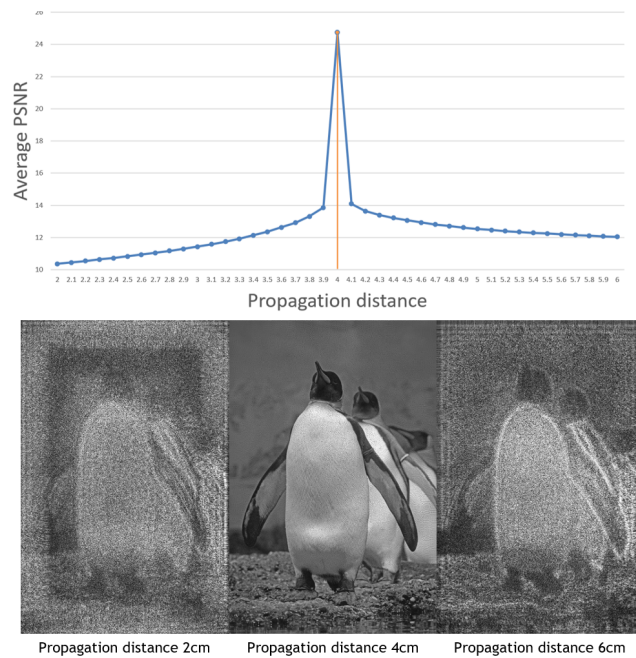 26
24
22
20
18
16
14
12
10
Average PSNR
2 2.1 2.2 2.3 2.4 2.5 2.6 2.7 2.8 2.9 3 3.1 3.2 3.3 3.4 3.5 3.6 3.7 3.8 3.9 4 4.1 4.2 4.3 4.4 4.5 4.6 4.7 4.8 4.9 5 5.1 5.2 5.3 5.4 5.5 5.6 5.7 5.8 5.9 6
Propagation distance
Propagation distance 2cm Propagation distance 4cm Propagation distance 6cm